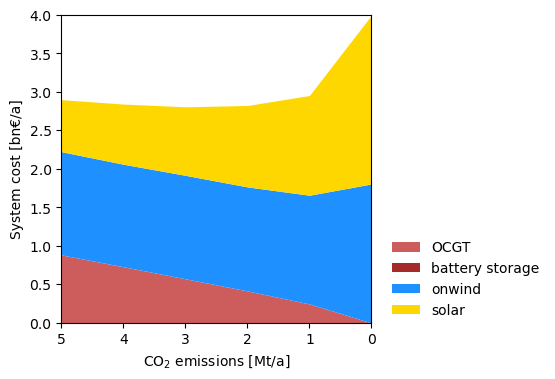 System cost [bn€/a]
4.0
3.5
3.0
2.5
2.0
1.5
1.0
0.5
0.0
5 4 3 2 1 0
CO₂ emissions [Mt/a]
OCGT
battery storage
onwind
solar